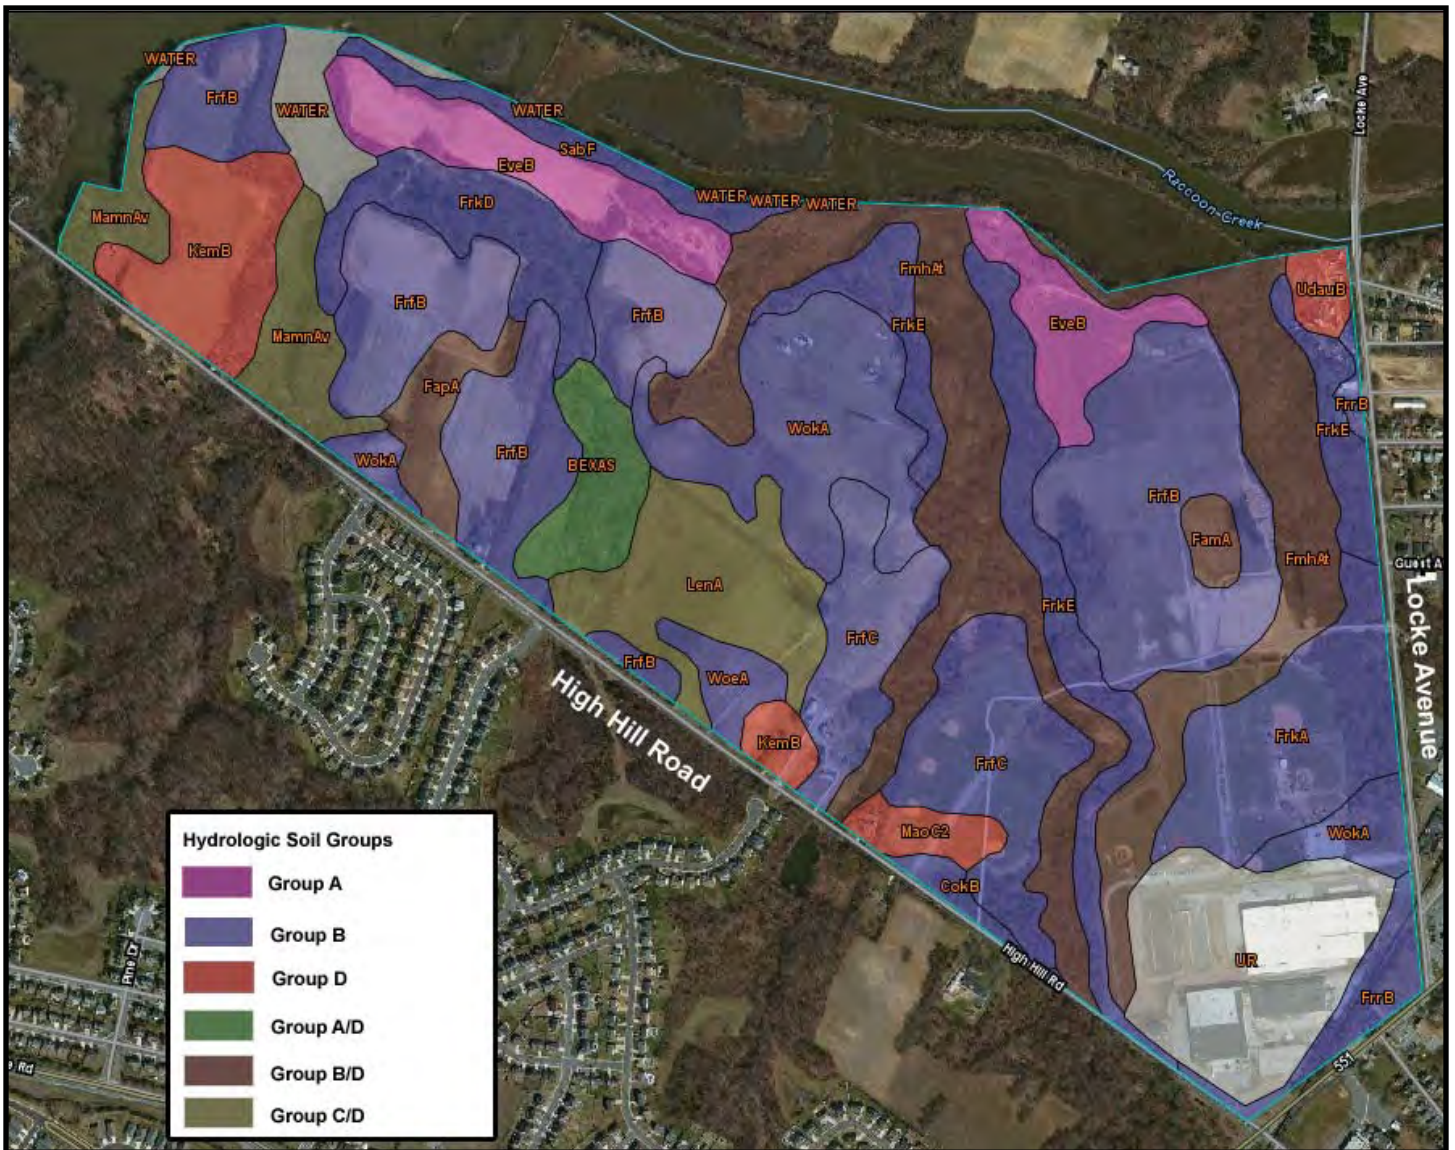 WATER
FrfB
WATER
WATER
SabF
EveB
FrkD
WATER
WATER
WATER
MamnAv
KemB
MamnAv
FrfB
FrfB
FmhAt
FrkE
EveB
UdauB
Locke Ave
Raccoon Creek
FapA
WokA
FrfB
BEXAS
WokA
FrrB
FrkE
FrfB
FamA
FmhAt
Locke Avenue
LenA
FrkE
FrfC
FrfB
WoeA
KemB
High Hill Road
FrfC
FrkA
MaoC2
CokB
WokA
UR
FrrB
High Hill Rd
551
Pine Dr
Rd
Hydrologic Soil Groups
Group A
Group B
Group D
Group A/D
Group B/D
Group C/D